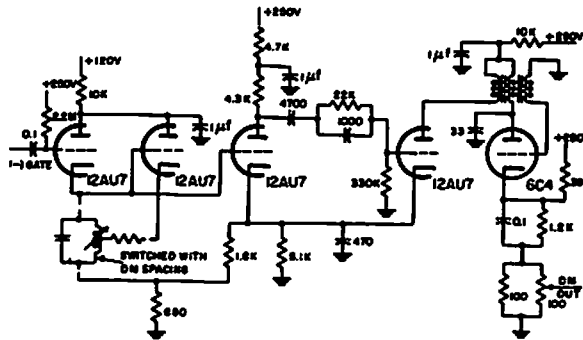 +250V
4.7K
+120V
+250V
10K
2.2M
0.1
(-) GATE
12AU7
1μf
12AU7
4.3K
1μf
4700
22K
1000
12AU7
330K
12AU7
1μf
10K
+250V
33
6C4
0.1
1.2K
SWITCHED WITH
DM SPACING
680
1.8K
5.1K
470
100
100
DM
OUT